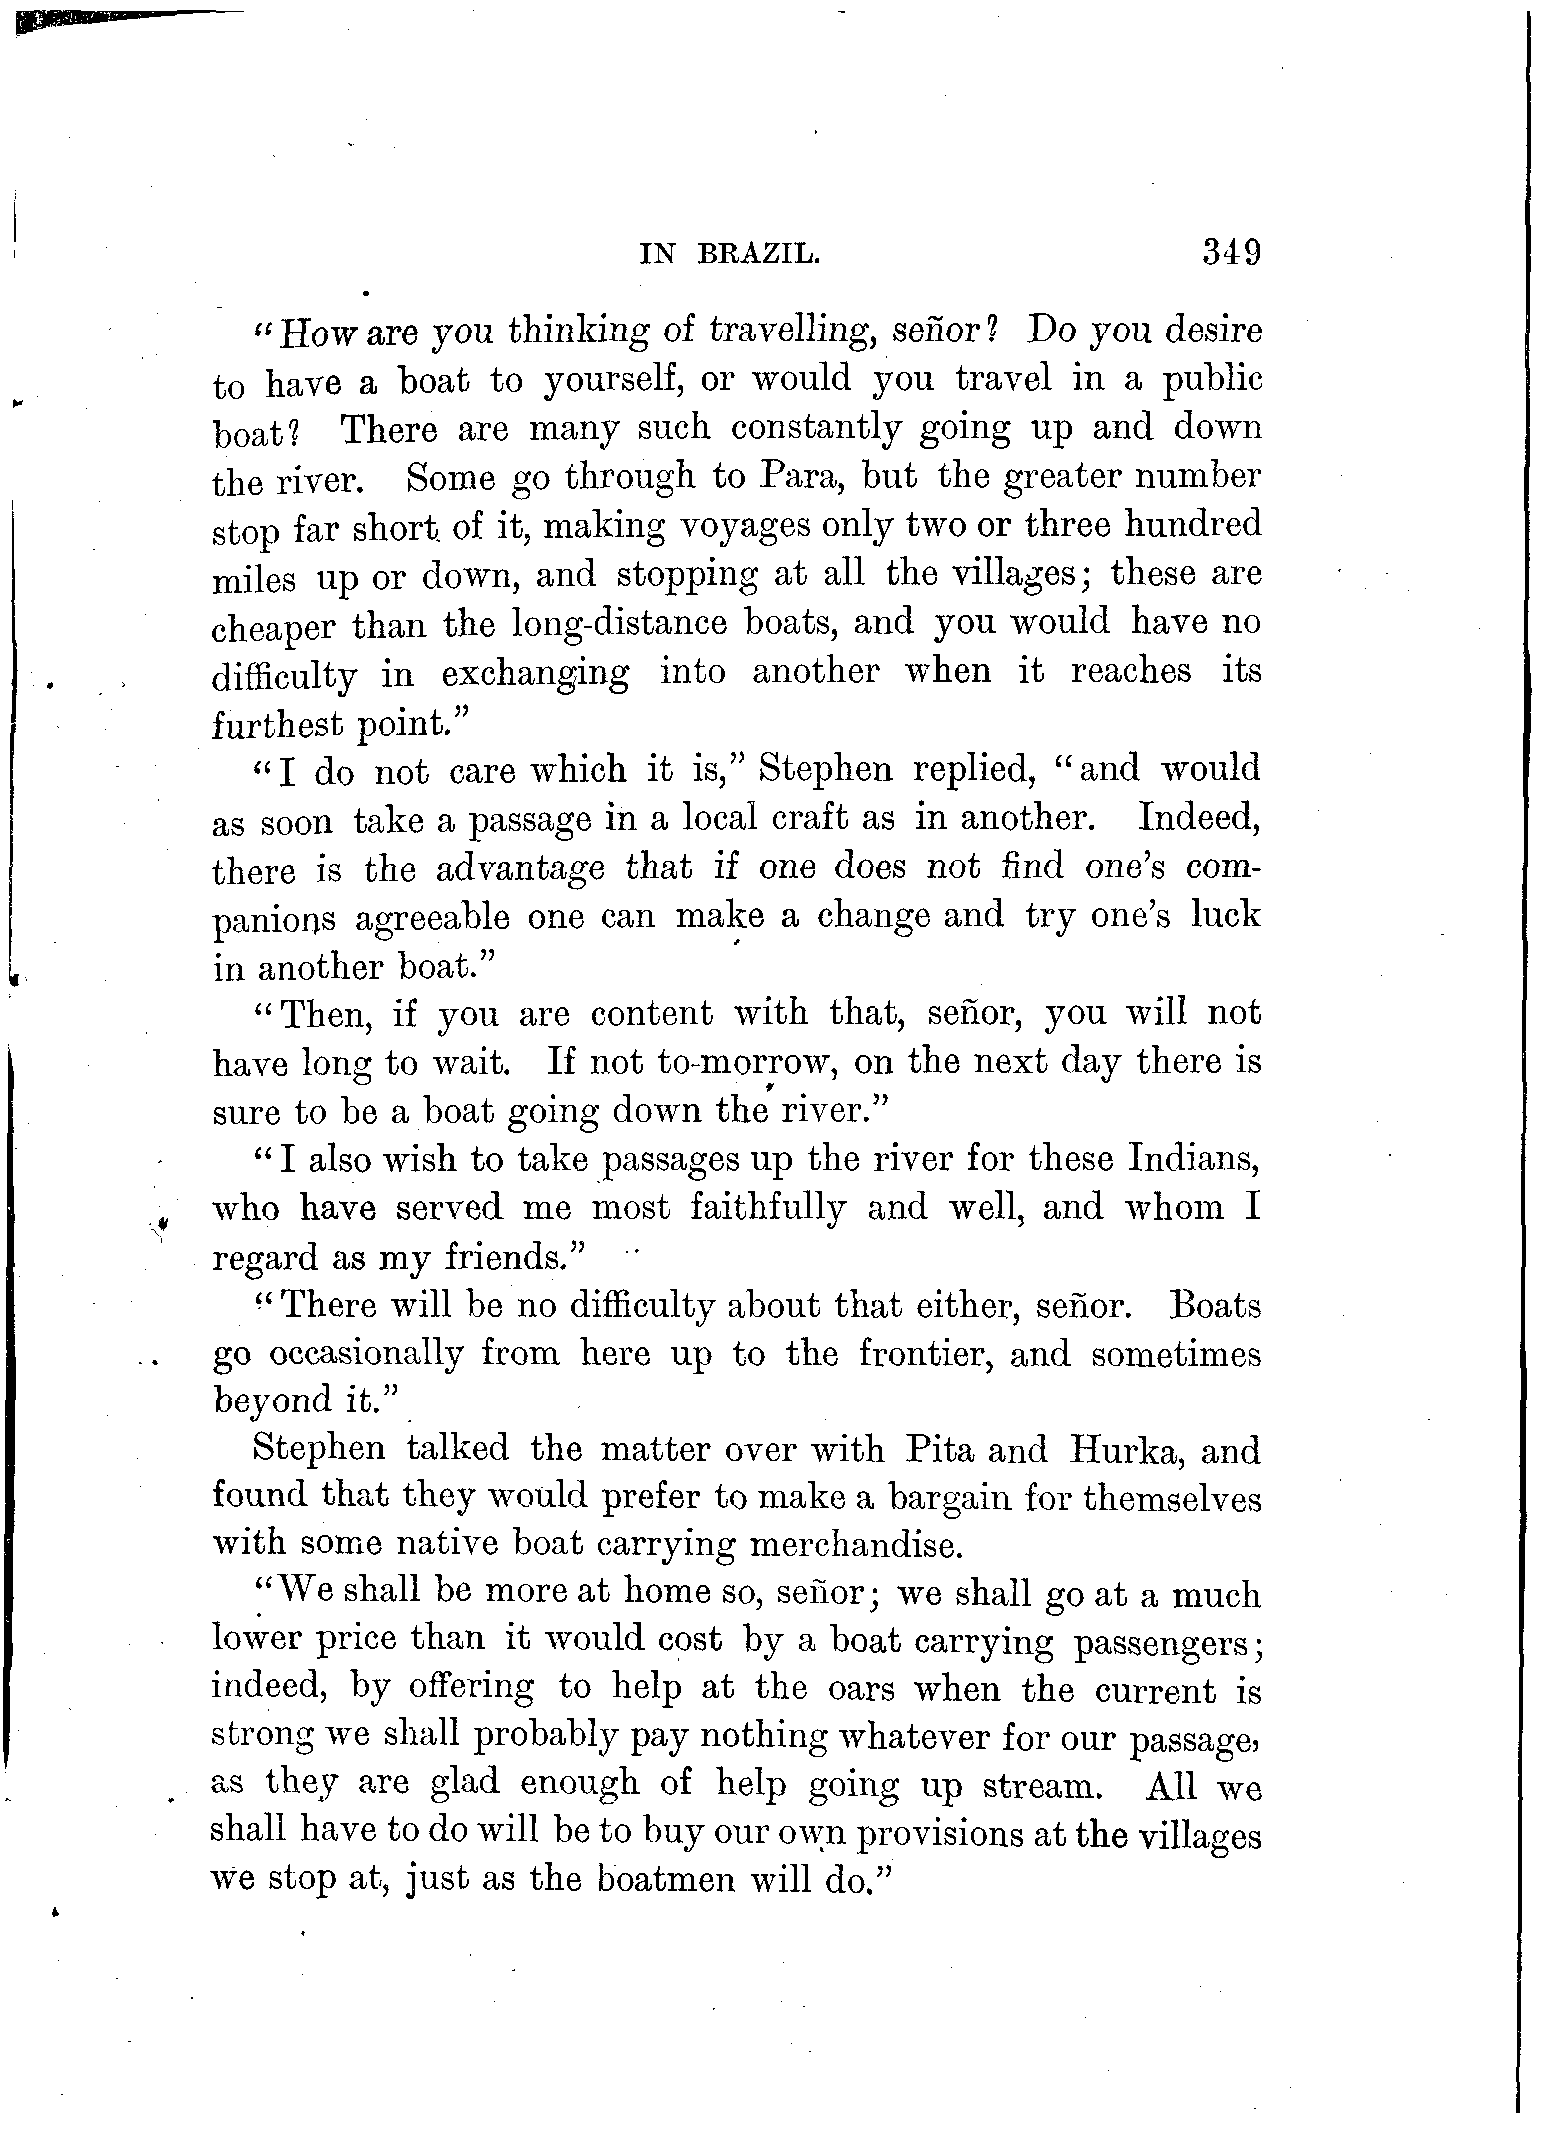 IN BRAZIL. 349
"How are you thinking of travelling, señor? Do you desire
to have a boat to yourself, or would you travel in a public
boat? There are many such constantly going up and down
the river. Some go through to Para, but the greater number
stop far short of it, making voyages only two or three hundred
miles up or down, and stopping at all the villages; these are
cheaper than the long-distance boats, and you would have no
difficulty in exchanging into another when it reaches its
furthest point."
"I do not care which it is," Stephen replied, "and would
as soon take a passage in a local craft as in another. Indeed,
there is the advantage that if one does not find one's com-
panions agreeable one can make a change and try one's luck
in another boat."
"Then, if you are content with that, señor, you will not
have long to wait. If not to-morrow, on the next day there is
sure to be a boat going down the river."
"I also wish to take passages up the river for these Indians,
who have served me most faithfully and well, and whom I
regard as my friends."
"There will be no difficulty about that either, señor. Boats
go occasionally from here up to the frontier, and sometimes
beyond it."
Stephen talked the matter over with Pita and Hurka, and
found that they would prefer to make a bargain for themselves
with some native boat carrying merchandise.
"We shall be more at home so, señor; we shall go at a much
lower price than it would cost by a boat carrying passengers;
indeed, by offering to help at the oars when the current is
strong we shall probably pay nothing whatever for our passage,
as they are glad enough of help going up stream. All we
shall have to do will be to buy our own provisions at the villages
we stop at, just as the boatmen will do."